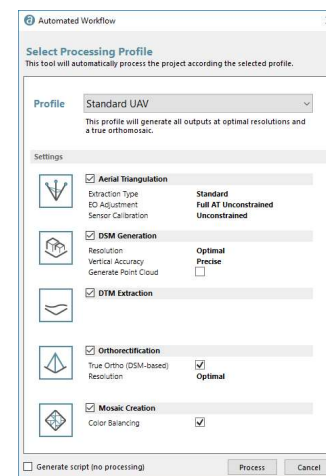 Automated Workflow
Select Processing Profile
This tool will automatically process the project according the selected profile.
Profile
Standard UAV
This profile will generate all outputs at optimal resolutions and
a true orthomosaic.
Settings
Aerial Triangulation
Extraction Type Standard
EO Adjustment Full AT Unconstrained
Sensor Calibration Unconstrained
DSM Generation
Resolution Optimal
Vertical Accuracy Precise
Generate Point Cloud
DTM Extraction
Orthorectification
True Ortho (DSM-based)
Resolution Optimal
Mosaic Creation
Color Balancing
Generate script (no processing) Process Cancel